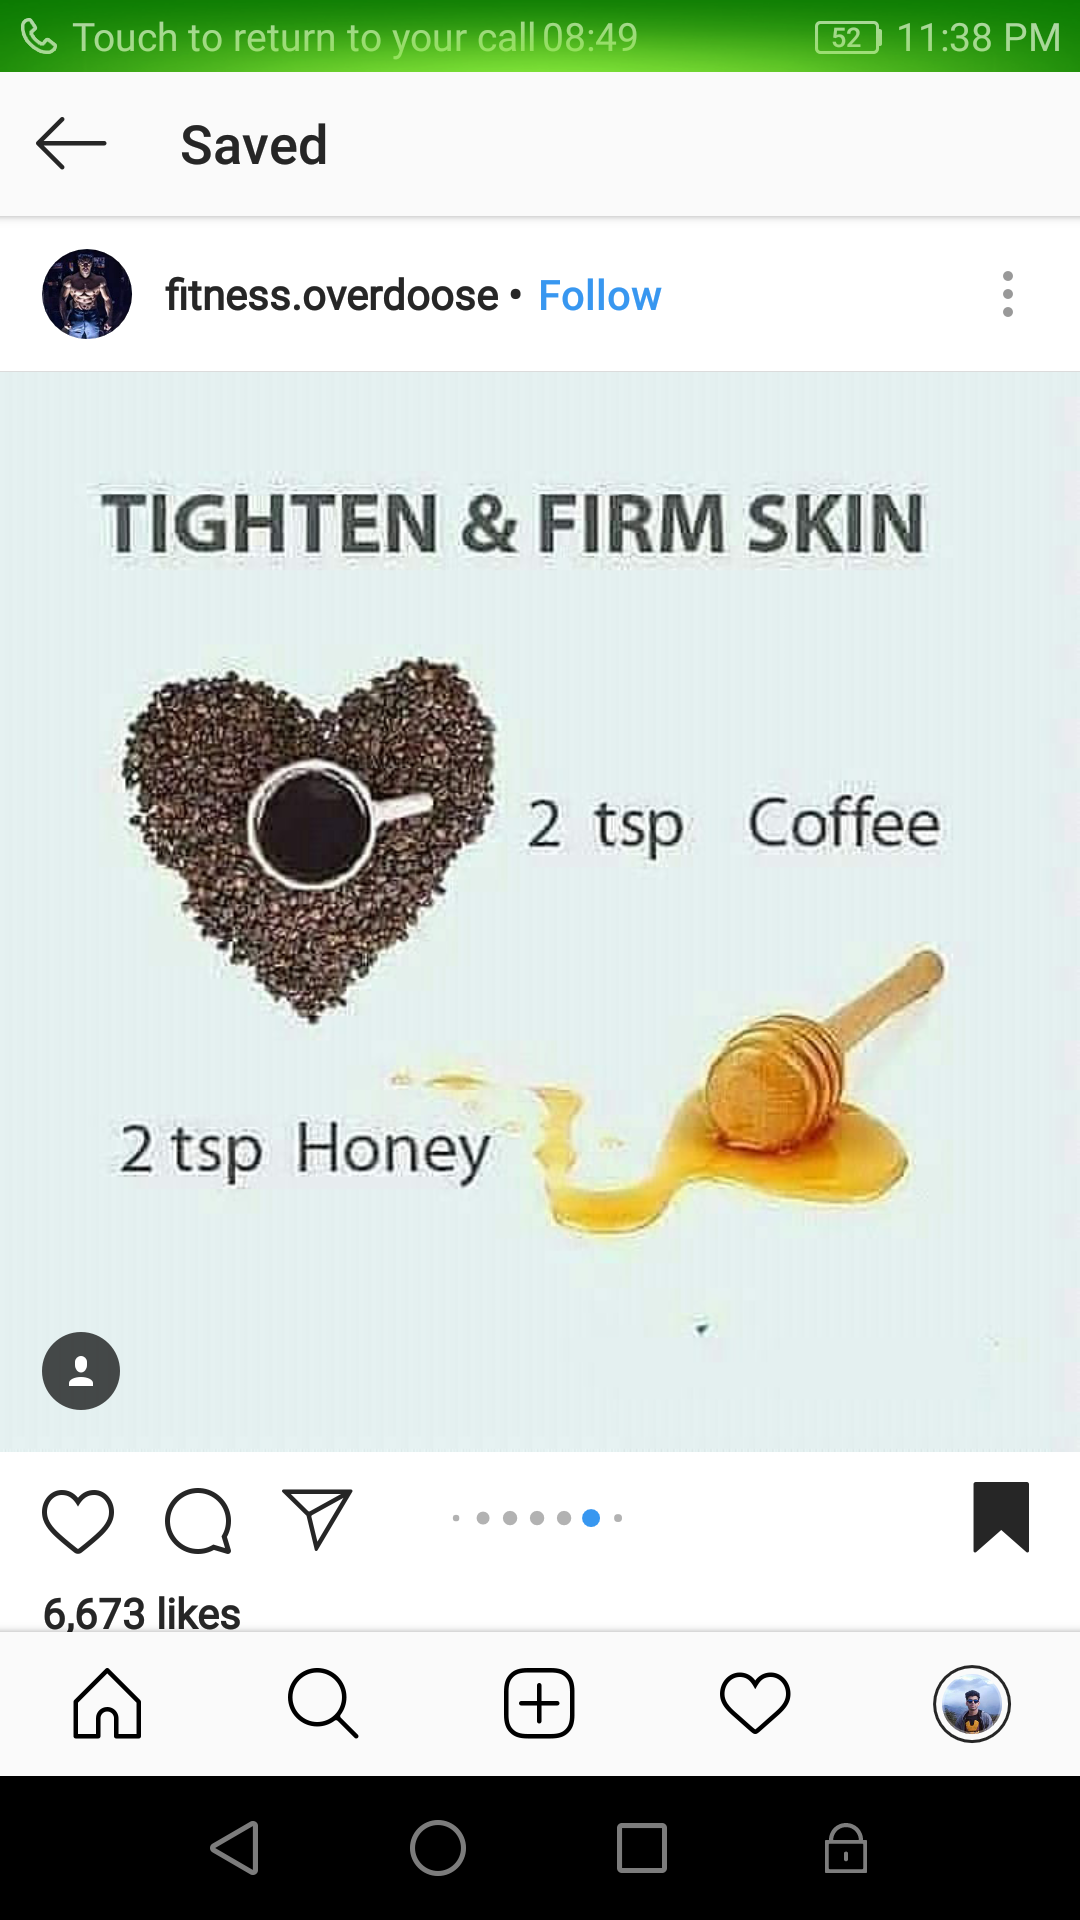 Touch to return to your call 08:49 52 11:38 PM
Saved
fitness.overdoose • Follow
TIGHTEN & FIRM SKIN
2 tsp Coffee
2 tsp Honey
6,673 likes